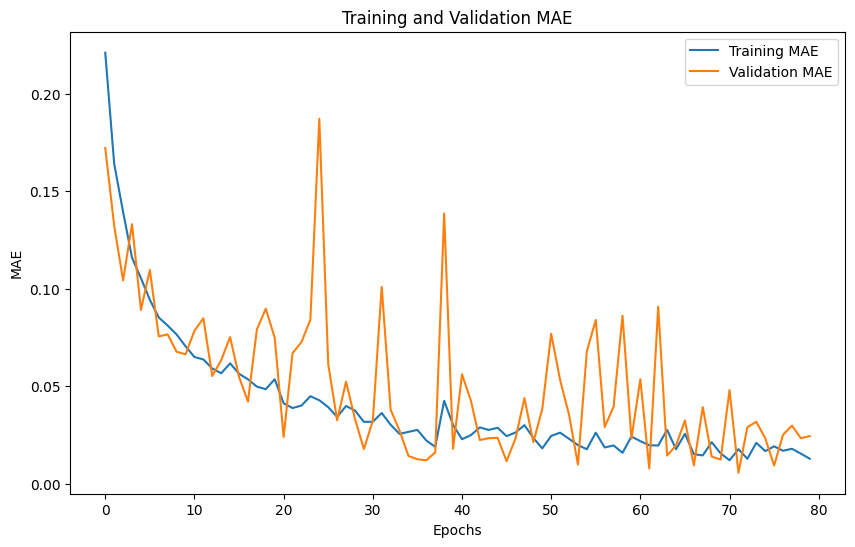 Training and Validation MAE
Training MAE
Validation MAE
MAE
0.20
0.15
0.10
0.05
0.00
0 10 20 30 40 50 60 70 80
Epochs